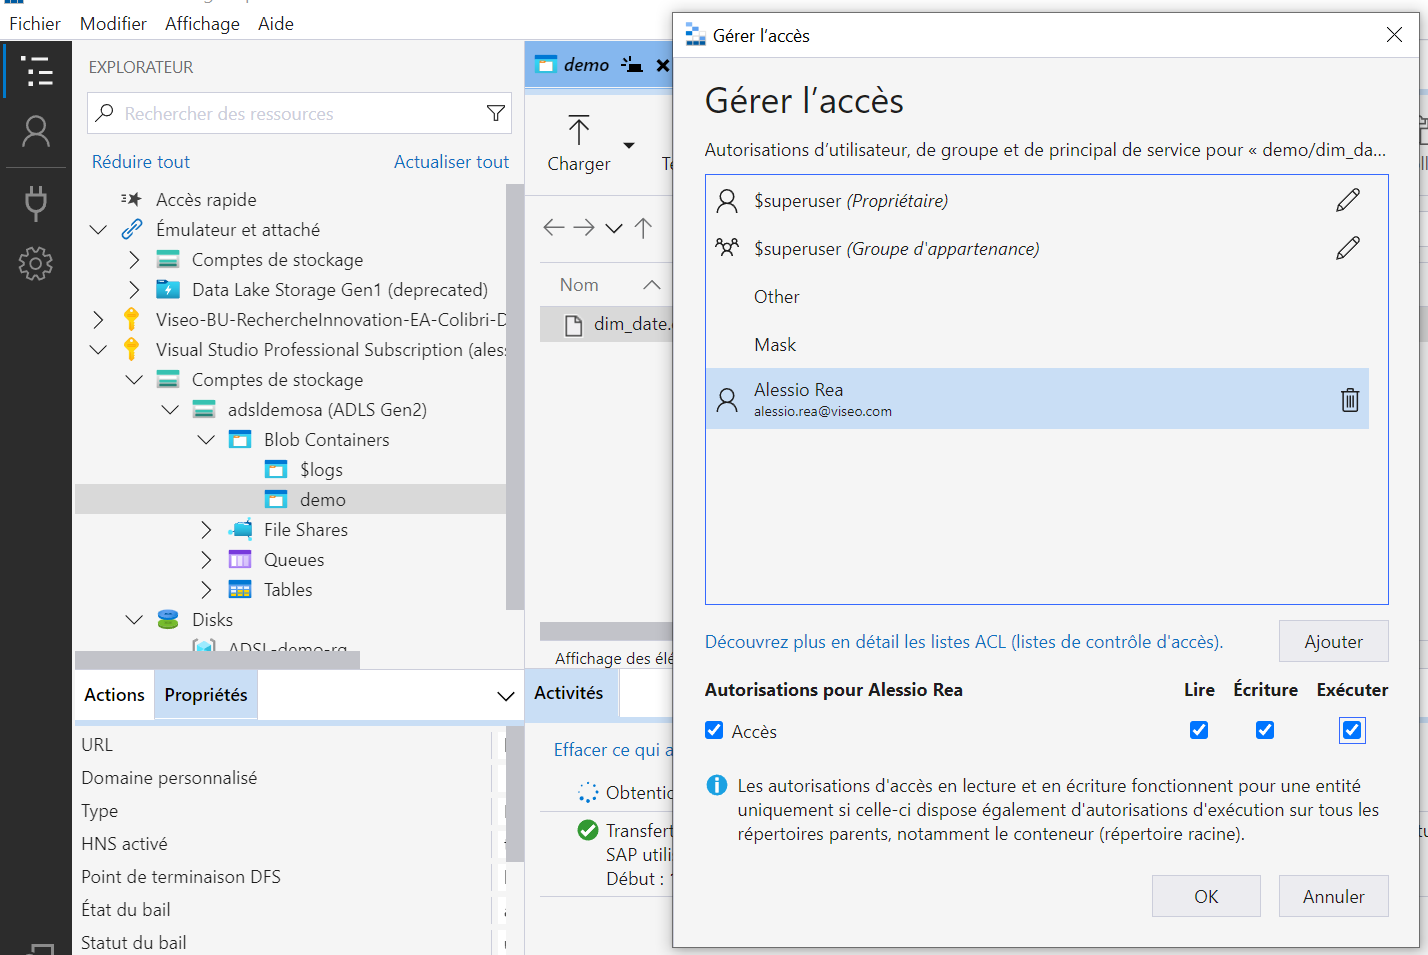 Fichier Modifier Affichage Aide
EXPLORATEUR
Rechercher des ressources
Réduire tout Actualiser tout
Accès rapide
Émulateur et attaché
Comptes de stockage
Data Lake Storage Gen1 (deprecated)
Viseo-BU-RechercheInnovation-EA-Colibri-D
Visual Studio Professional Subscription (aless
Comptes de stockage
adsldemosa (ADLS Gen2)
Blob Containers
$logs
demo
File Shares
Queues
Tables
Disks
ADSL-demo-rg
Actions Propriétés
URL
Domaine personnalisé
Type
HNS activé
Point de terminaison DFS
État du bail
Statut du bail
demo
Charger
Nom
dim_date.
Affichage des élé
Activités
Effacer ce qui a
Obtentic
Transfert
SAP utili
Début :
Gérer l’accès
Gérer l’accès
Autorisations d’utilisateur, de groupe et de principal de service pour « demo/dim_da...
$superuser (Propriétaire)
$superuser (Groupe d'appartenance)
Other
Mask
Alessio Rea
alessio.rea@viseo.com
Découvrez plus en détail les listes ACL (listes de contrôle d'accès).
Ajouter
Autorisations pour Alessio Rea Lire Écriture Exécuter
Accès
Les autorisations d'accès en lecture et en écriture fonctionnent pour une entité
uniquement si celle-ci dispose également d'autorisations d'exécution sur tous les
répertoires parents, notamment le conteneur (répertoire racine).
OK Annuler